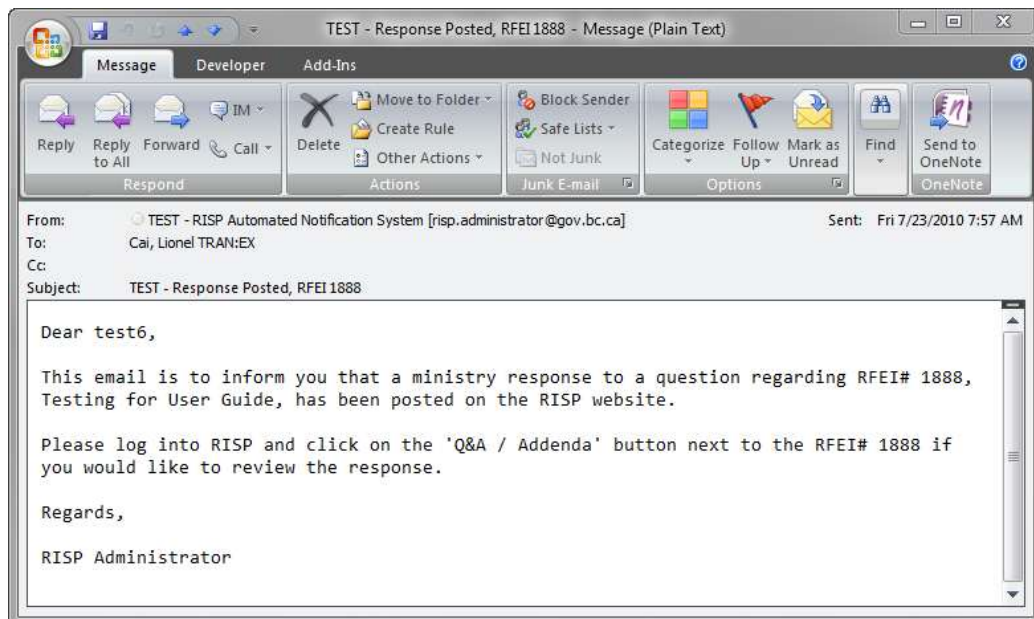 TEST - Response Posted, RFEI 1888 - Message (Plain Text)
Message Developer Add-Ins
Reply
Reply to All
Forward
IM
Call
Respond
Delete
Move to Folder
Create Rule
Other Actions
Actions
Block Sender
Safe Lists
Not Junk
Junk E-mail
Categorize
Follow Up
Mark as Unread
Options
Find
Send to OneNote
OneNote
From: TEST - RISP Automated Notification System [risp.administrator@gov.bc.ca] Sent: Fri 7/23/2010 7:57 AM
To: Cai, Lionel TRAN:EX
Cc:
Subject: TEST - Response Posted, RFEI 1888
Dear test6,
This email is to inform you that a ministry response to a question regarding RFEI# 1888,
Testing for User Guide, has been posted on the RISP website.
Please log into RISP and click on the 'Q&A / Addenda' button next to the RFEI# 1888 if
you would like to review the response.
Regards,
RISP Administrator